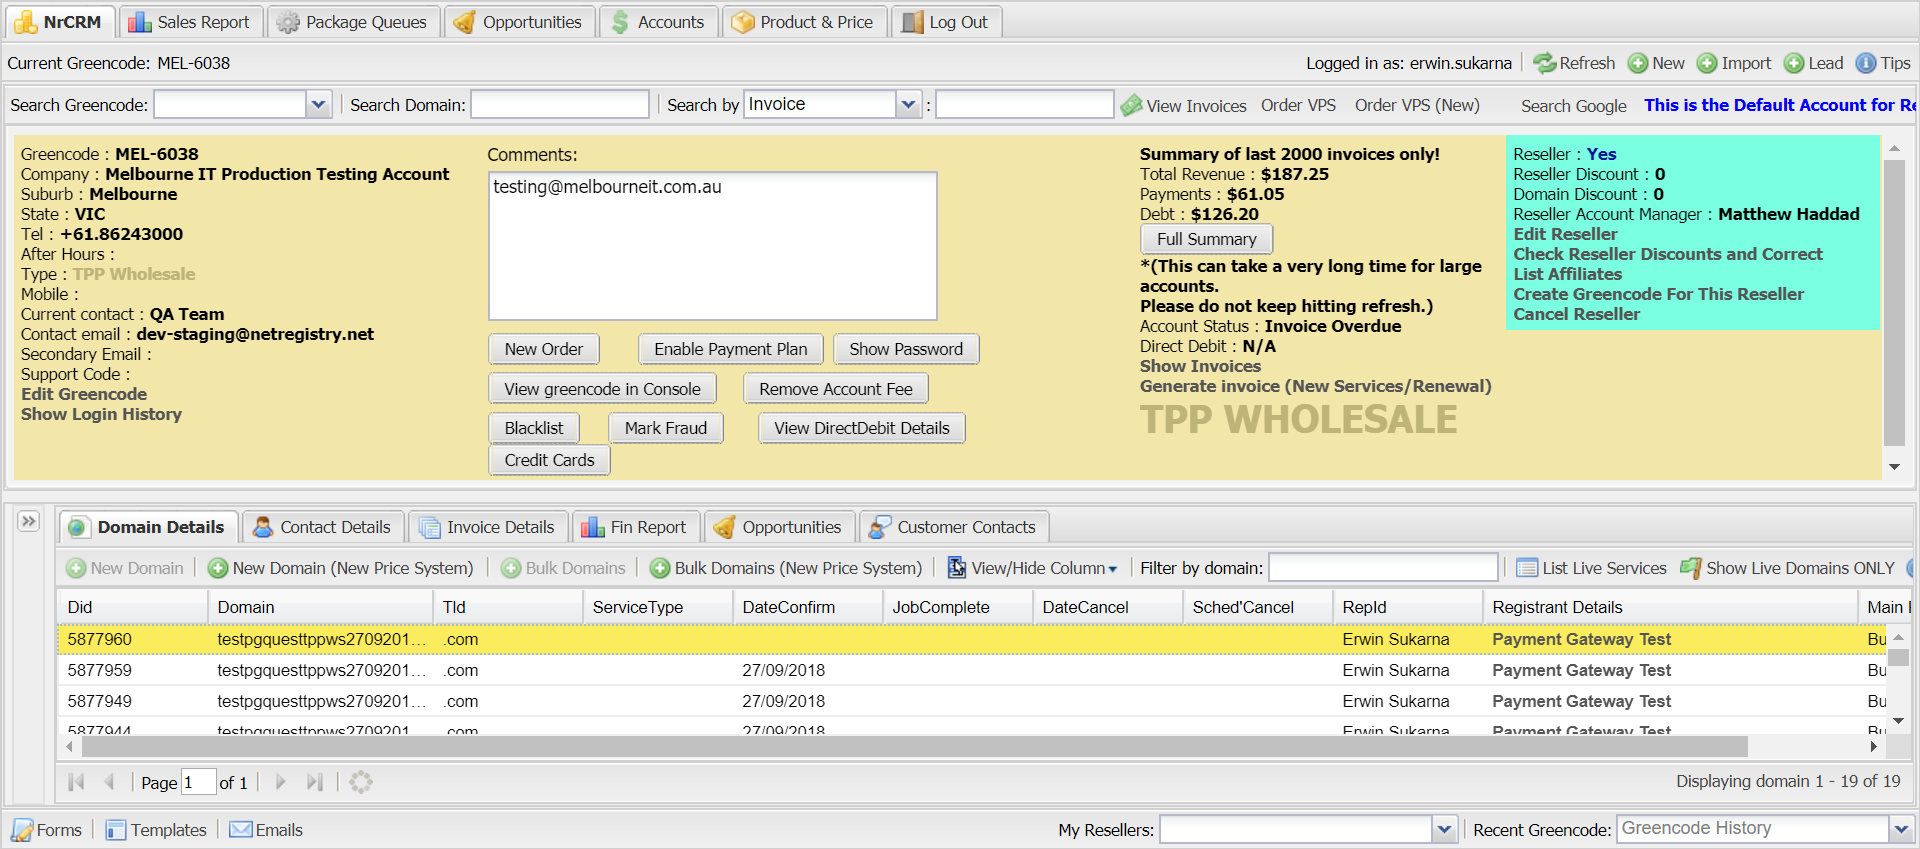 NrCRM Sales Report Package Queues Opportunities Accounts Product & Price Log Out
Current Greencode: MEL-6038 Logged in as: erwin.sukarna Refresh New Import Lead Tips
Search Greencode: Search Domain: Search by Invoice : View Invoices Order VPS Order VPS (New) Search Google This is the Default Account for Re
Greencode : MEL-6038
Company : Melbourne IT Production Testing Account
Suburb : Melbourne
State : VIC
Tel : +61.86243000
After Hours :
Type : TPP Wholesale
Mobile :
Current contact : QA Team
Contact email : dev-staging@netregistry.net
Secondary Email :
Support Code :
Edit Greencode
Show Login History
Comments:
testing@melbourneit.com.au
New Order Enable Payment Plan Show Password
View greencode in Console Remove Account Fee
Blacklist Mark Fraud View DirectDebit Details
Credit Cards
Summary of last 2000 invoices only!
Total Revenue : $187.25
Payments : $61.05
Debt : $126.20
Full Summary
*(This can take a very long time for large
accounts.
Please do not keep hitting refresh.)
Account Status : Invoice Overdue
Direct Debit : N/A
Show Invoices
Generate invoice (New Services/Renewal)
TPP WHOLESALE
Reseller : Yes
Reseller Discount : 0
Domain Discount : 0
Reseller Account Manager : Matthew Haddad
Edit Reseller
Check Reseller Discounts and Correct
List Affiliates
Create Greencode For This Reseller
Cancel Reseller
Domain Details Contact Details Invoice Details Fin Report Opportunities Customer Contacts
New Domain New Domain (New Price System) Bulk Domains Bulk Domains (New Price System) View/Hide Column Filter by domain: List Live Services Show Live Domains ONLY
Did Domain Tld ServiceType DateConfirm JobComplete DateCancel Sched'Cancel RepId Registrant Details Main
5877960 testpgquesttppws2709201... .com Erwin Sukarna Payment Gateway Test Bu
5877959 testpgquesttppws2709201... .com 27/09/2018 Erwin Sukarna Payment Gateway Test Bu
5877949 testpgquesttppws2709201... .com 27/09/2018 Erwin Sukarna Payment Gateway Test Bu
5877944 testpgquesttppws2709201... .com 27/09/2018 Erwin Sukarna Payment Gateway Test Bu
Page 1 of 1 Displaying domain 1 - 19 of 19
Forms Templates Emails My Resellers: Recent Greencode: Greencode History